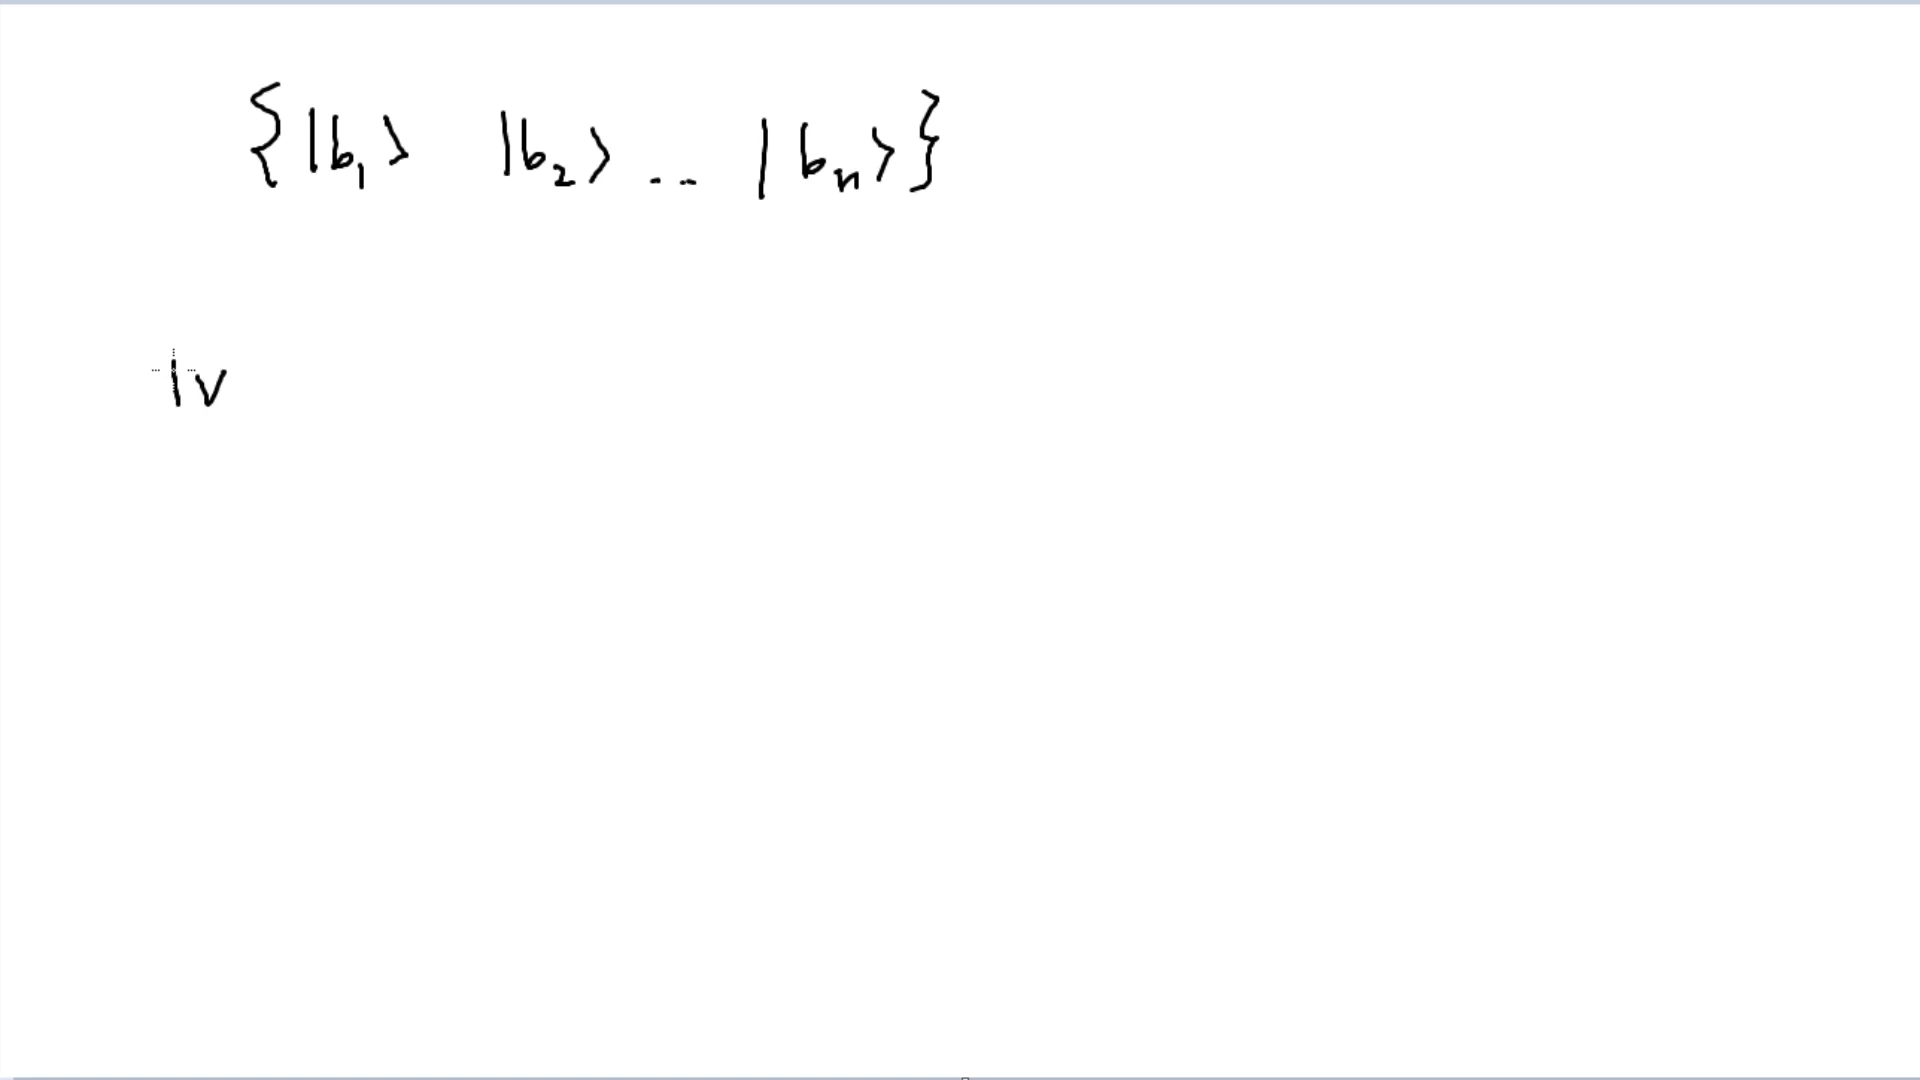 {|b₁⟩ |b₂⟩ .. |bₙ⟩}
|v